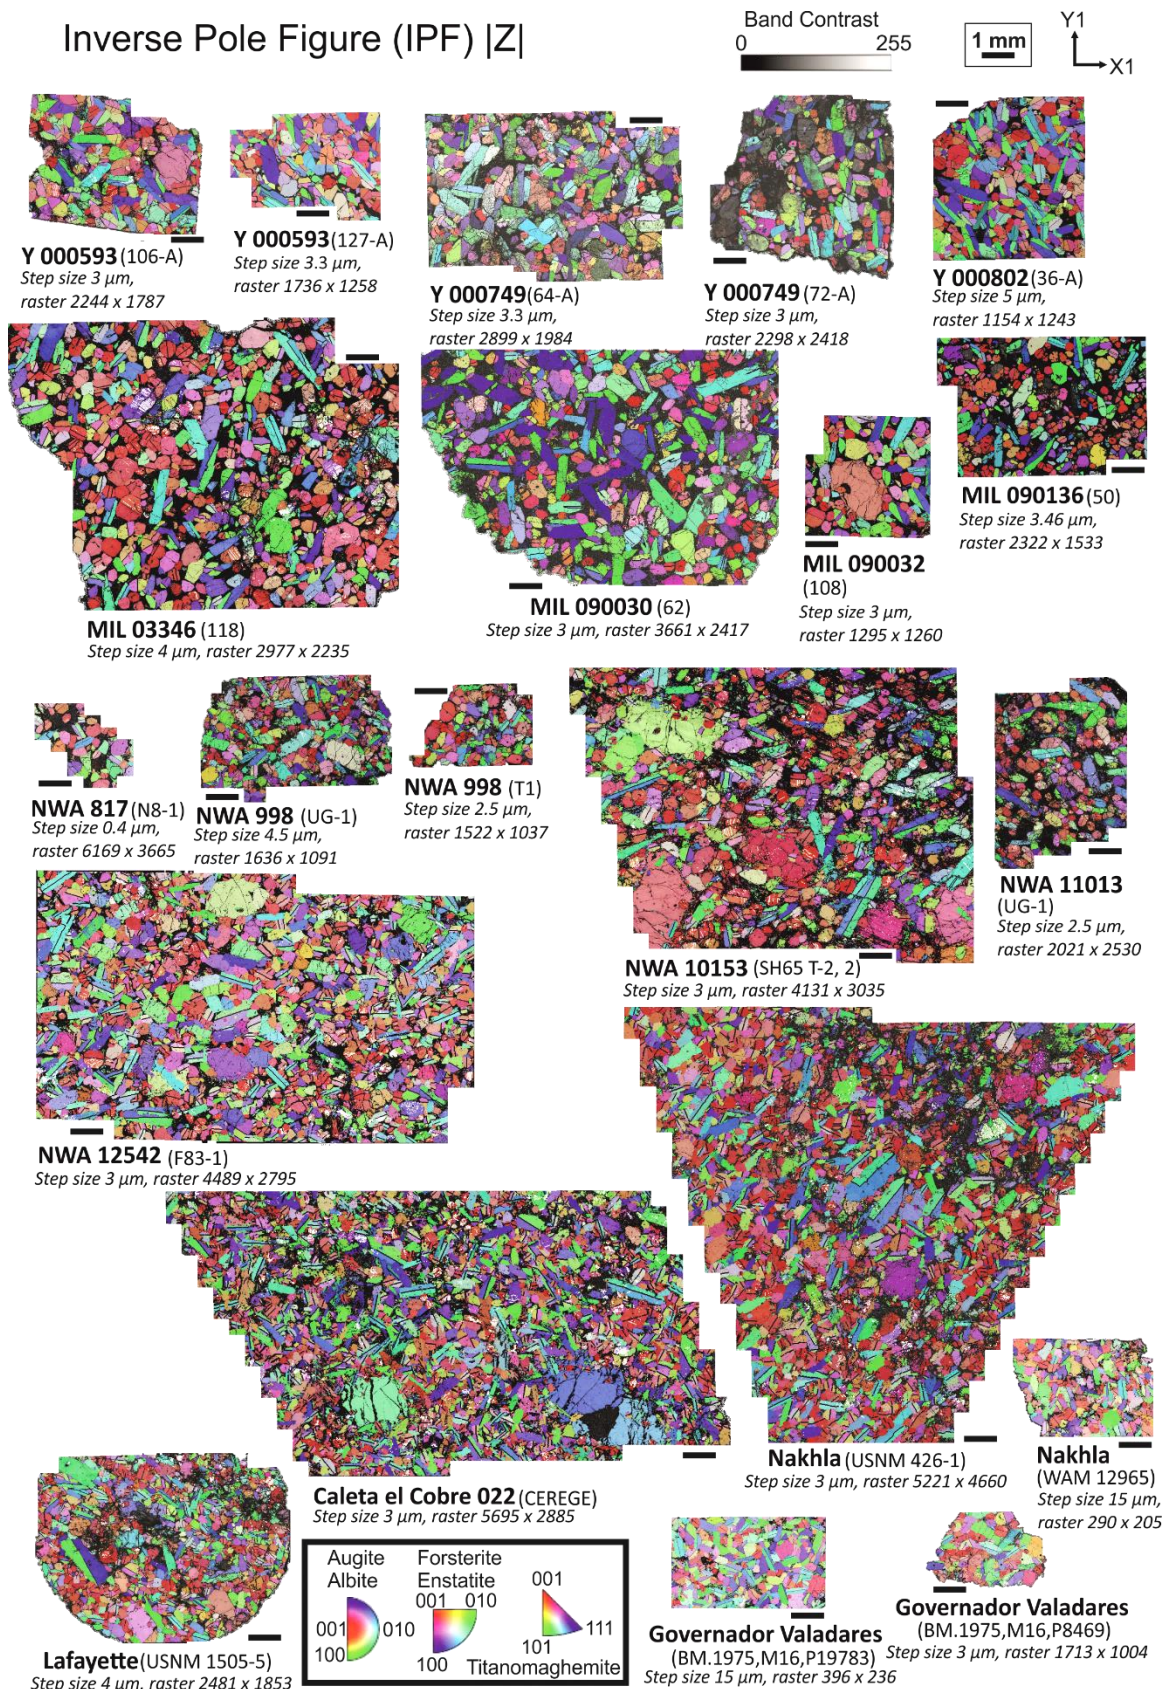 Inverse Pole Figure (IPF) |Z|
Band Contrast
0 255
1 mm
Y1
X1
Y 000593 (106-A)
Step size 3 µm,
raster 2244 x 1787
Y 000593 (127-A)
Step size 3.3 µm,
raster 1736 x 1258
Y 000749 (64-A)
Step size 3.3 µm,
raster 2899 x 1984
Y 000749 (72-A)
Step size 3 µm,
raster 2298 x 2418
Y 000802 (36-A)
Step size 5 µm,
raster 1154 x 1243
MIL 03346 (118)
Step size 4 µm, raster 2977 x 2235
MIL 090030 (62)
Step size 3 µm, raster 3661 x 2417
MIL 090032
(108)
Step size 3 µm,
raster 1295 x 1260
MIL 090136 (50)
Step size 3.46 µm,
raster 2322 x 1533
NWA 817 (N8-1)
Step size 0.4 µm,
raster 6169 x 3665
NWA 998 (UG-1)
Step size 4.5 µm,
raster 1636 x 1091
NWA 998 (T1)
Step size 2.5 µm,
raster 1522 x 1037
NWA 10153 (SH65 T-2, 2)
Step size 3 µm, raster 4131 x 3035
NWA 11013
(UG-1)
Step size 2.5 µm,
raster 2021 x 2530
NWA 12542 (F83-1)
Step size 3 µm, raster 4489 x 2795
Caleta el Cobre 022 (CEREGE)
Step size 3 µm, raster 5695 x 2885
Nakhla (USNM 426-1)
Step size 3 µm, raster 5221 x 4660
Nakhla
(WAM 12965)
Step size 15 µm,
raster 290 x 205
Lafayette (USNM 1505-5)
Step size 4 µm, raster 2481 x 1853
Augite
Albite
001 010
100
Forsterite
Enstatite
001 010
100
001
111
101
Titanomaghemite
Governador Valadares
(BM.1975,M16,P19783)
Step size 15 µm, raster 396 x 236
Governador Valadares
(BM.1975,M16,P8469)
Step size 3 µm, raster 1713 x 1004